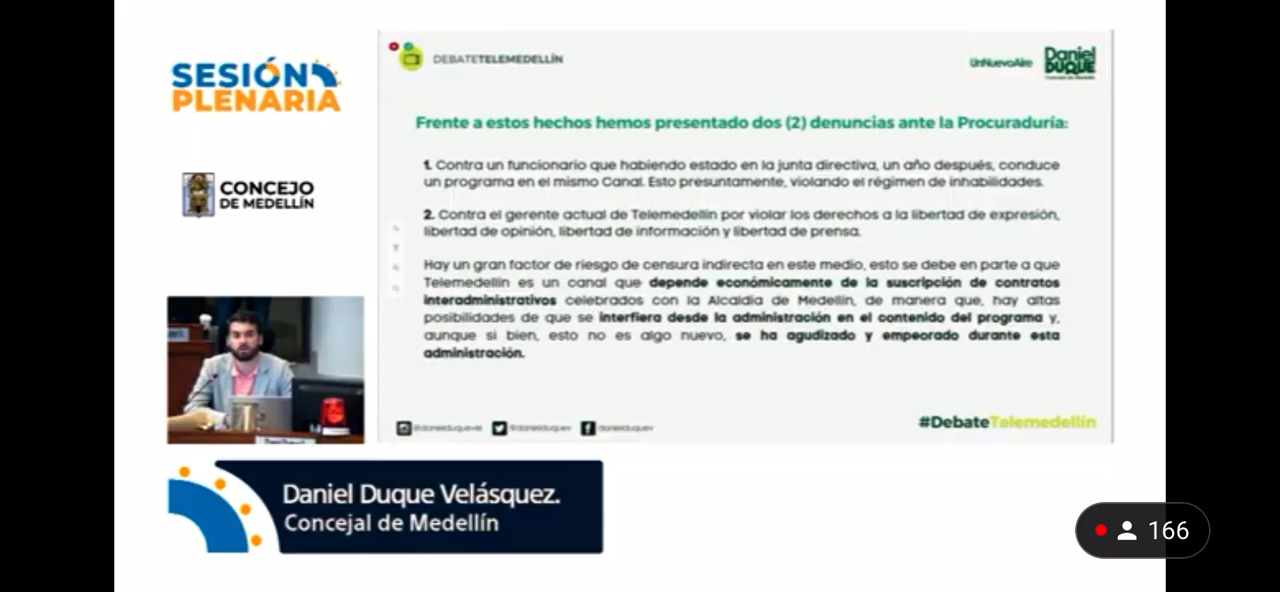 SESIÓN
PLENARIA
CONCEJO
DE MEDELLÍN
DEBATETELEMEDELLÍN
UnNuevoAire
Daniel
DUQUE
Frente a estos hechos hemos presentado dos (2) denuncias ante la Procuraduría:
1. Contra un funcionario que habiendo estado en la junta directiva, un año después, conduce
un programa en el mismo Canal. Esto presuntamente, violando el régimen de inhabilidades.
2. Contra el gerente actual de Telemedellín por violar los derechos a la libertad de expresión,
libertad de opinión, libertad de información y libertad de prensa.
Hay un gran factor de riesgo de censura indirecta en este medio, esto se debe en parte a que
Telemedellín es un canal que depende económicamente de la suscripción de contratos
interadministrativos celebrados con la Alcaldía de Medellín, de manera que, hay altas
posibilidades de que se interfiera desde la administración en el contenido del programa y,
aunque si bien, esto no es algo nuevo, se ha agudizado y empeorado durante esta
administración.
@danielduquev @danielduquev danielduquev
#DebateTelemedellín
Daniel Duque Velásquez.
Concejal de Medellín
166